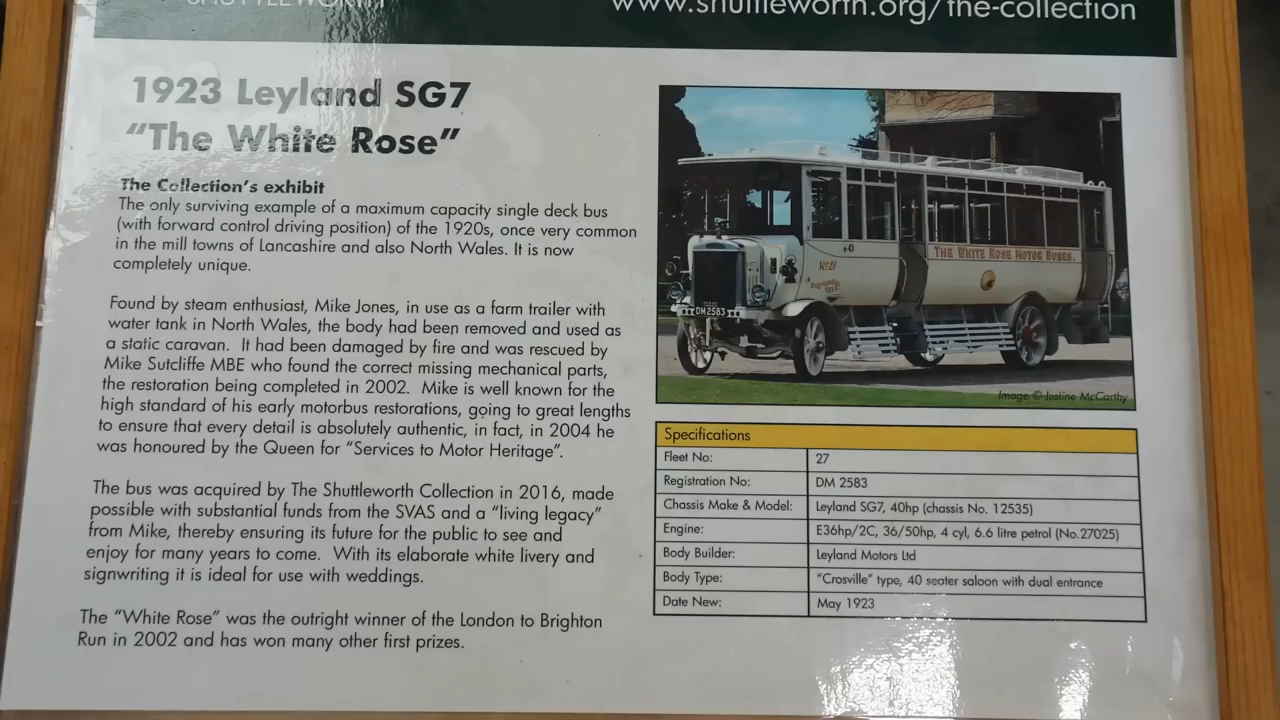 SHUTTLEWORTH
www.shuttleworth.org/the-collection
1923 Leyland SG7
"The White Rose"
The Collection's exhibit
The only surviving example of a maximum capacity single deck bus
(with forward control driving position) of the 1920s, once very common
in the mill towns of Lancashire and also North Wales. It is now
completely unique.
Found by steam enthusiast, Mike Jones, in use as a farm trailer with
water tank in North Wales, the body had been removed and used as
a static caravan. It had been damaged by fire and was rescued by
Mike Sutcliffe MBE who found the correct missing mechanical parts,
the restoration being completed in 2002. Mike is well known for the
high standard of his early motorbus restorations, going to great lengths
to ensure that every detail is absolutely authentic, in fact, in 2004 he
was honoured by the Queen for "Services to Motor Heritage".
The bus was acquired by The Shuttleworth Collection in 2016, made
possible with substantial funds from the SVAS and a "living legacy"
from Mike, thereby ensuring its future for the public to see and
enjoy for many years to come. With its elaborate white livery and
signwriting it is ideal for use with weddings.
The "White Rose" was the outright winner of the London to Brighton
Run in 2002 and has won many other first prizes.
THE WHITE ROSE MOTOR BUSES.
Nº27
DM 2583
Image © Justine McCarthy
Specifications
Fleet No: 27
Registration No: DM 2583
Chassis Make & Model: Leyland SG7, 40hp (chassis No. 12535)
Engine: E36hp/2C, 36/50hp, 4 cyl, 6.6 litre petrol (No.27025)
Body Builder: Leyland Motors Ltd
Body Type: "Crosville" type, 40 seater saloon with dual entrance
Date New: May 1923